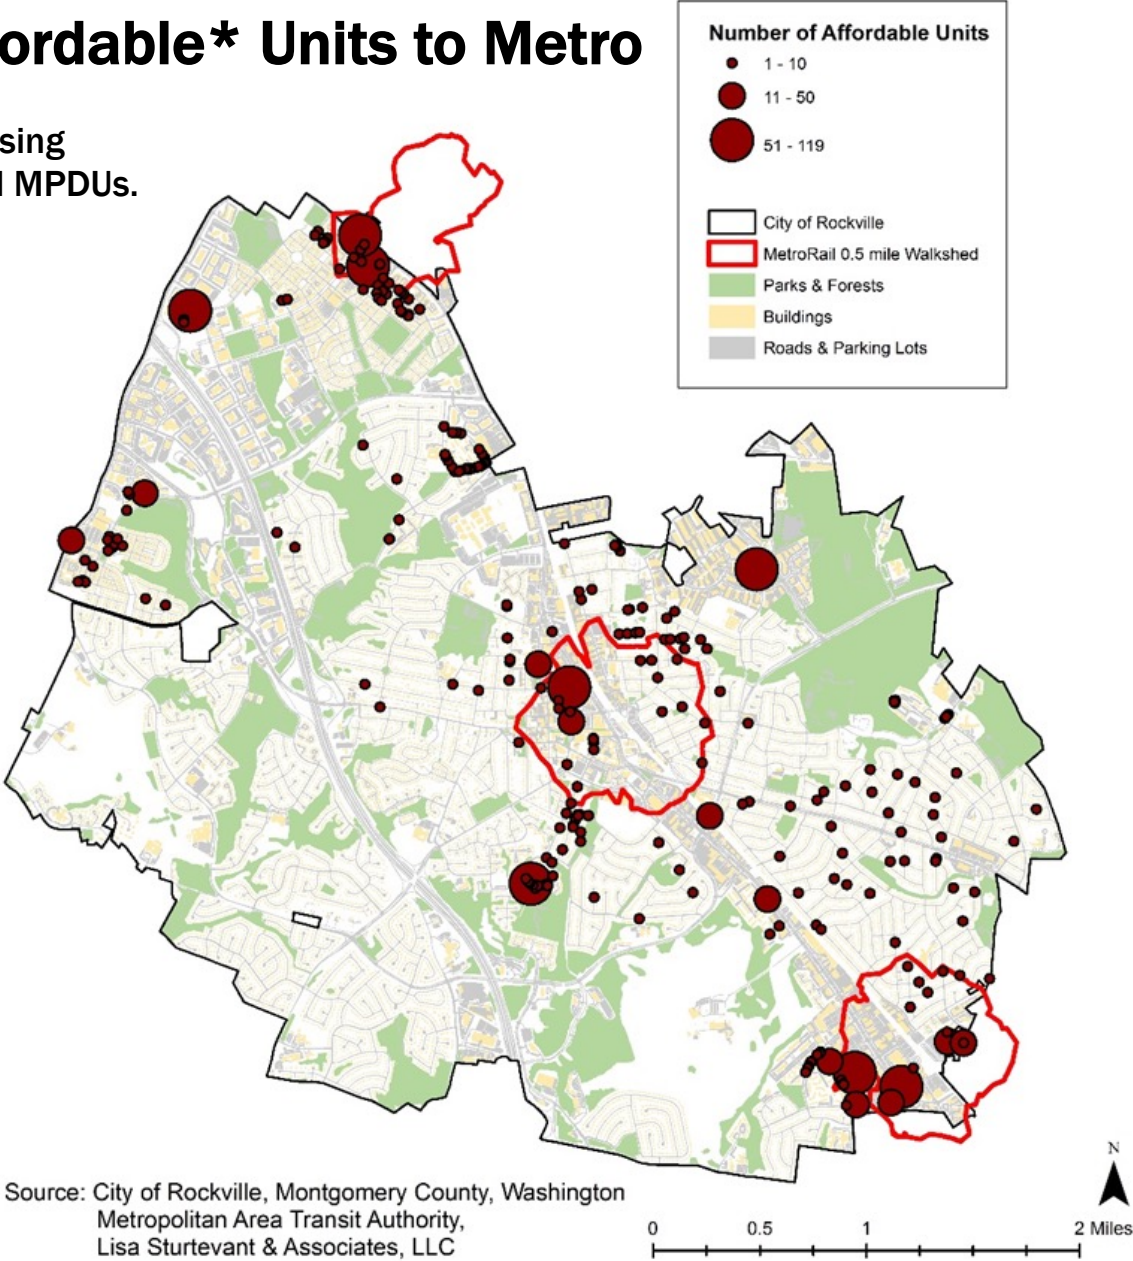 ordable* Units to Metro
sing
MPDUs.
Number of Affordable Units
1 - 10
11 - 50
51 - 119
City of Rockville
MetroRail 0.5 mile Walkshed
Parks & Forests
Buildings
Roads & Parking Lots
Source: City of Rockville, Montgomery County, Washington
Metropolitan Area Transit Authority,
Lisa Sturtevant & Associates, LLC
N
0 0.5 1 2 Miles